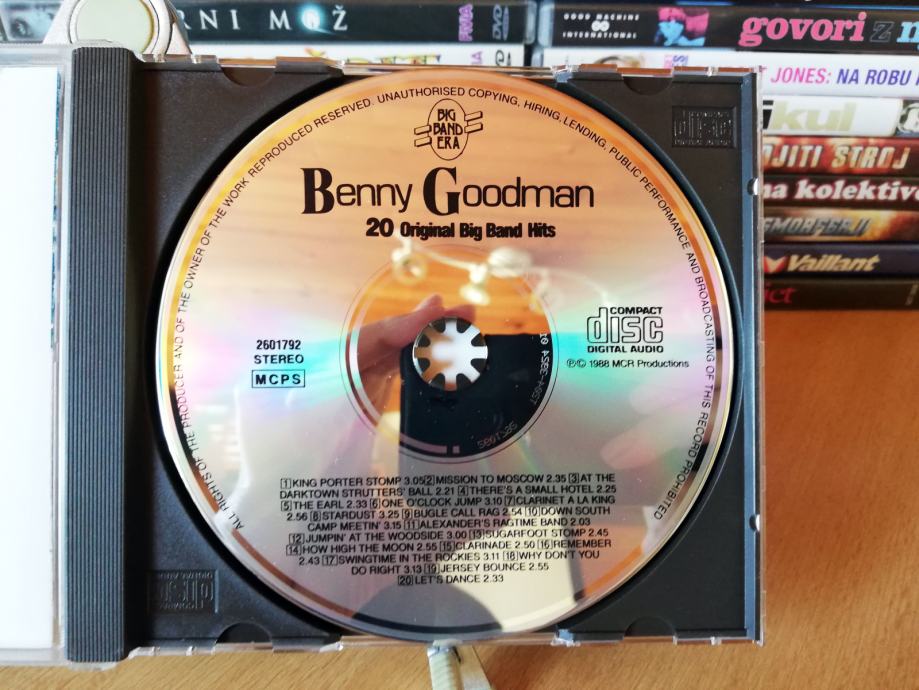 RNI MOŽ
DVD
GOOD MACHINE
INTERNATIONAL
govori z n
JONES: NA ROBU
kul
OJITI STROJ
na kolektiv
SMORFERJI
Vaillant
ict
ALL RIGHTS OF THE PRODUCER AND OF THE OWNER OF THE WORK REPRODUCED RESERVED. UNAUTHORISED COPYING, HIRING, LENDING, PUBLIC PERFORMANCE AND BROADCASTING OF THIS RECORD PROHIBITED
BIG
BAND
ERA
Benny Goodman
20 Original Big Band Hits
2601792
STEREO
MCPS
COMPACT
disc
DIGITAL AUDIO
℗© 1988 MCR Productions
1 KING PORTER STOMP 3.05 2 MISSION TO MOSCOW 2.35 3 AT THE
DARKTOWN STRUTTERS' BALL 2.21 4 THERE'S A SMALL HOTEL 2.25
5 THE EARL 2.33 6 ONE O'CLOCK JUMP 3.10 7 CLARINET A LA KING
2.56 8 STARDUST 3.25 9 BUGLE CALL RAG 2.54 10 DOWN SOUTH
CAMP MEETIN' 3.15 11 ALEXANDER'S RAGTIME BAND 2.03
12 JUMPIN' AT THE WOODSIDE 3.00 13 SUGARFOOT STOMP 2.45
14 HOW HIGH THE MOON 2.55 15 CLARINADE 2.50 16 REMEMBER
2.43 17 SWINGTIME IN THE ROCKIES 3.11 18 WHY DON'T YOU
DO RIGHT 3.13 19 JERSEY BOUNCE 2.55
20 LET'S DANCE 2.33